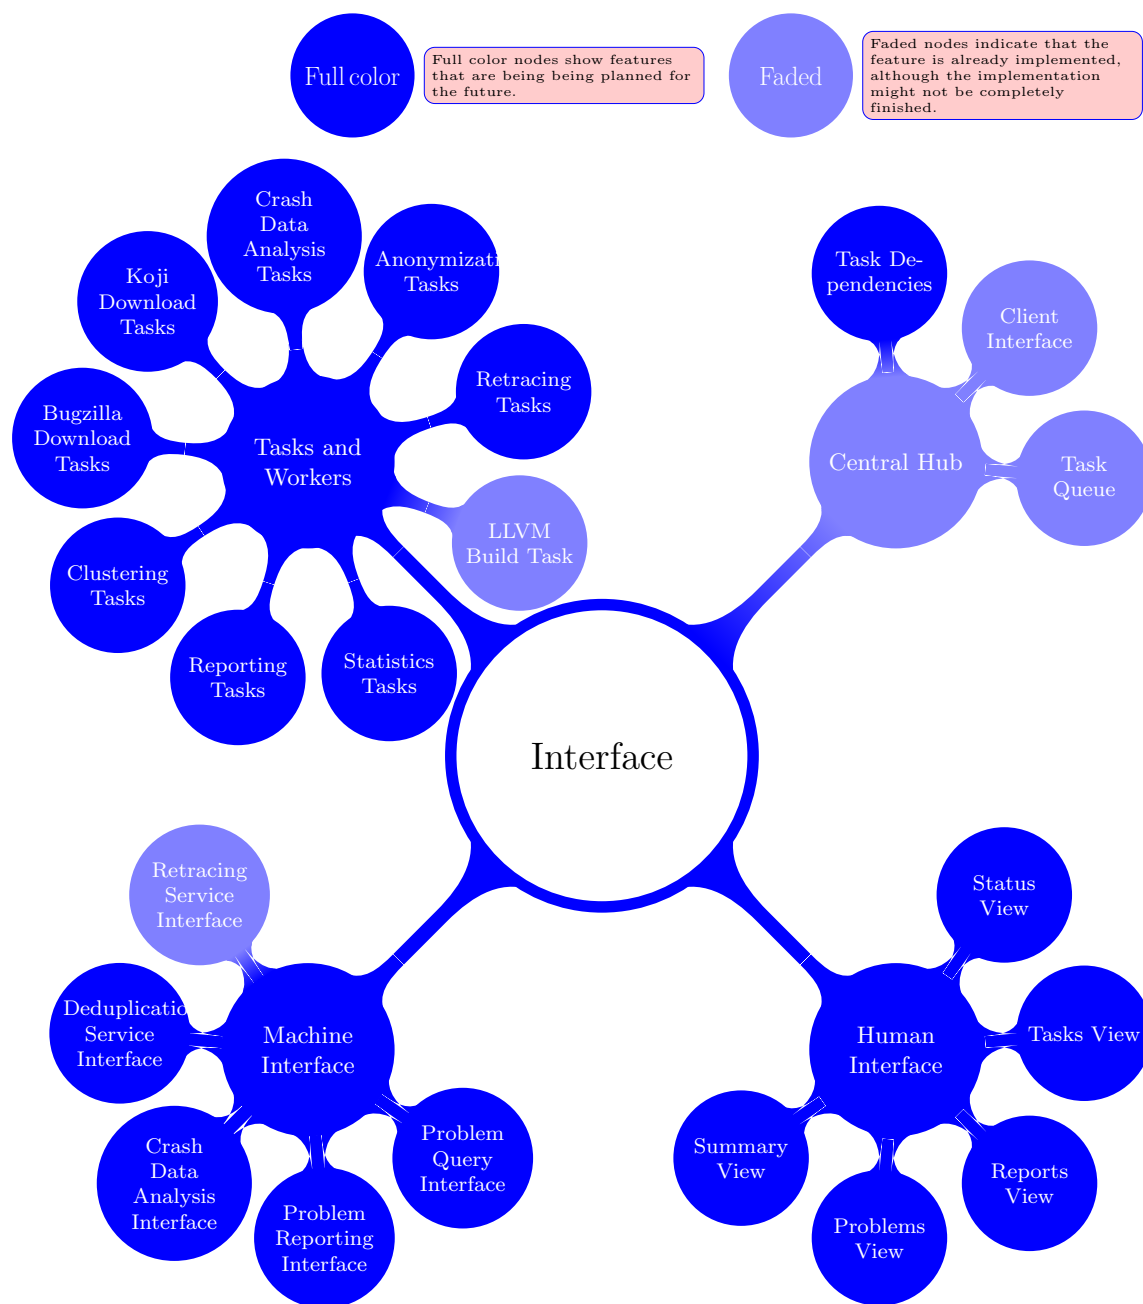 Full color
Full color nodes show features
that are being being planned for
the future.
Faded
Faded nodes indicate that the
feature is already implemented,
although the implementation
might not be completely
finished.
Crash
Data
Analysis
Tasks
Anonymizati
Tasks
Koji
Download
Tasks
Retracing
Tasks
Bugzilla
Download
Tasks
Tasks and
Workers
LLVM
Build Task
Clustering
Tasks
Reporting
Tasks
Statistics
Tasks
Task De-
pendencies
Client
Interface
Central Hub
Task
Queue
Interface
Retracing
Service
Interface
Deduplicatio
Service
Interface
Machine
Interface
Crash
Data
Analysis
Interface
Problem
Reporting
Interface
Problem
Query
Interface
Status
View
Tasks View
Human
Interface
Summary
View
Problems
View
Reports
View